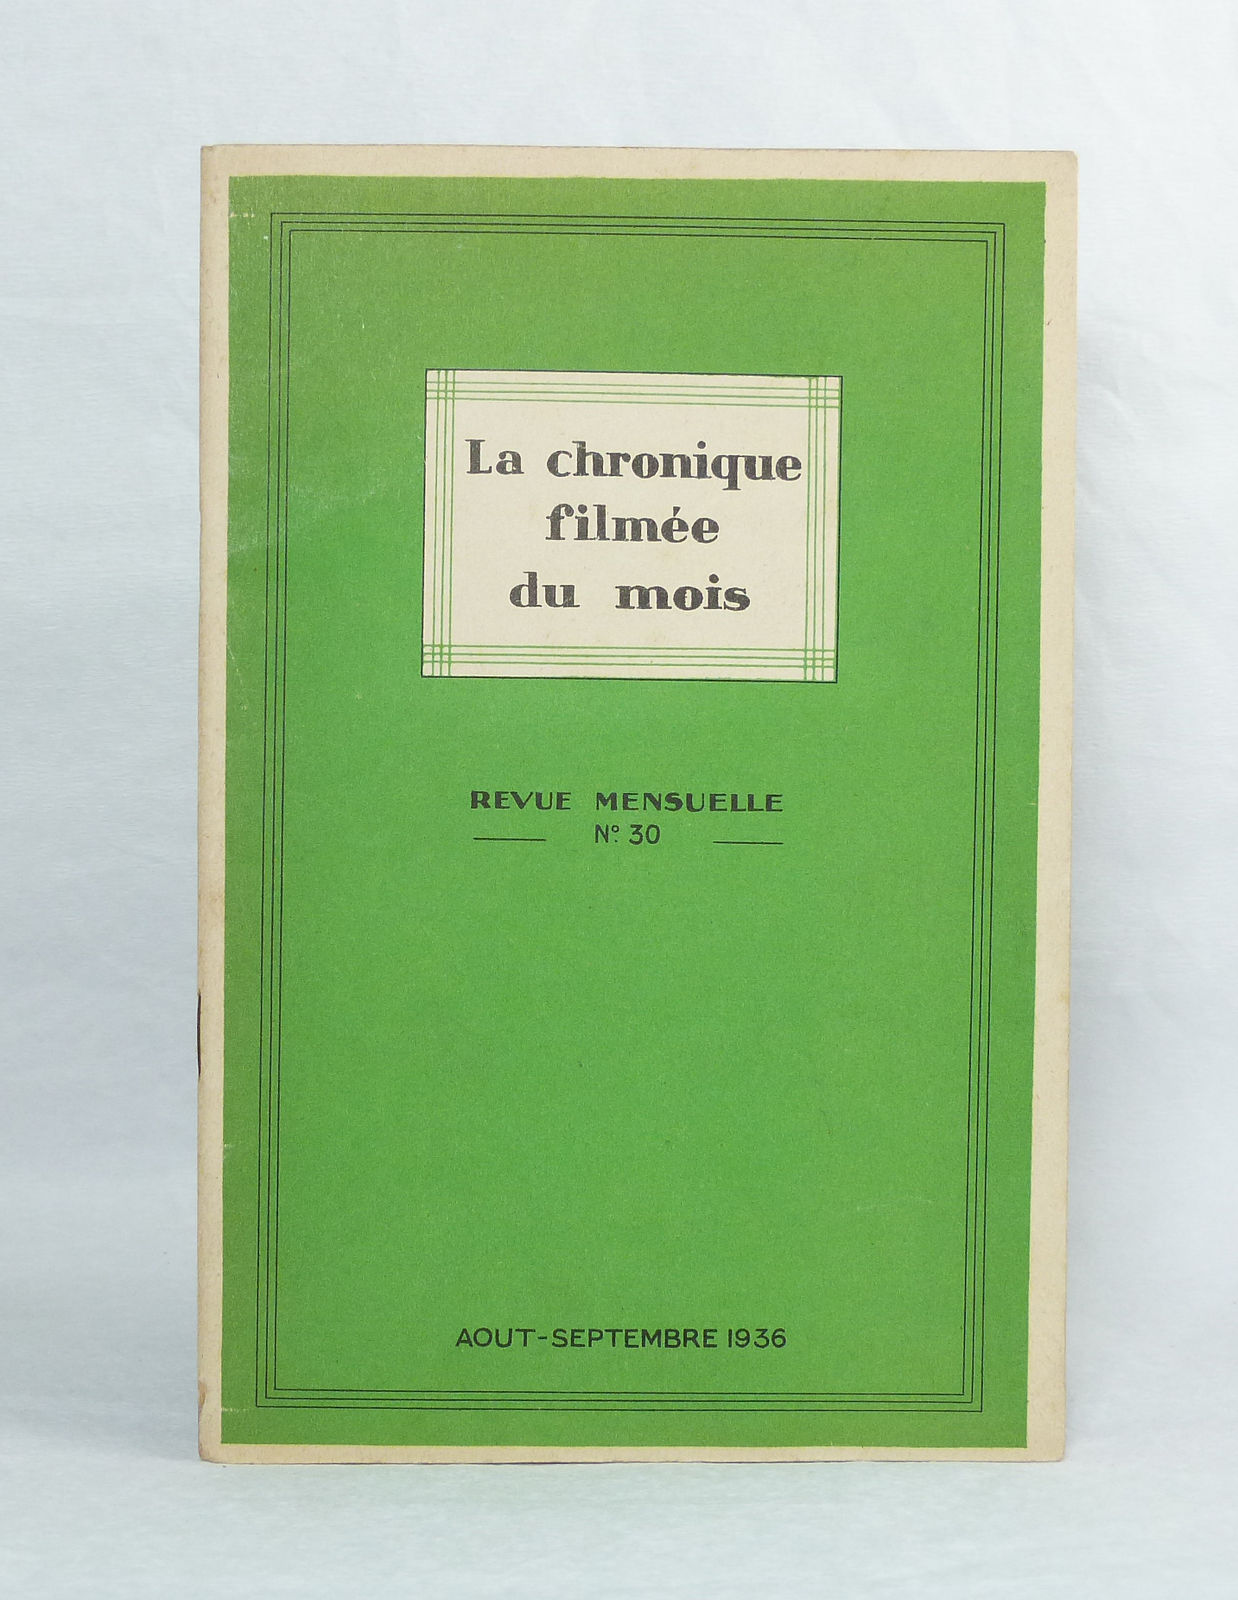 La chronique
filmée
du mois
REVUE MENSUELLE
N° 30
AOUT-SEPTEMBRE 1936